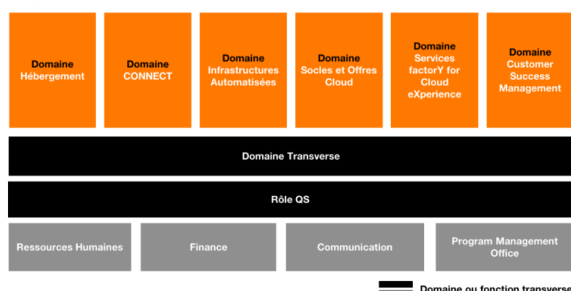 Domaine
Hébergement
Domaine
CONNECT
Domaine
Infrastructures
Automatisées
Domaine
Socles et Offres
Cloud
Domaine
Services
factorY for
Cloud
eXperience
Domaine
Customer
Success
Management
Domaine Transverse
Rôle QS
Ressources Humaines
Finance
Communication
Program Management
Office
Domaine ou fonction transverse